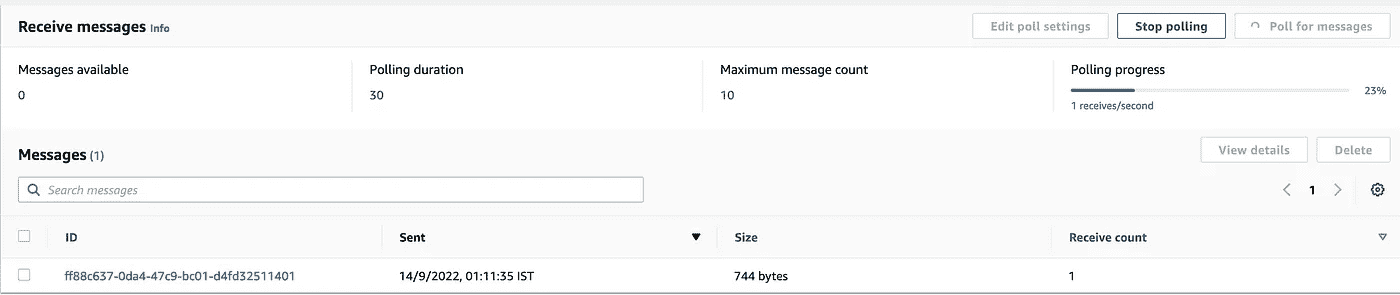 Receive messages Info
Edit poll settings
Stop polling
Poll for messages
Messages available
0
Polling duration
30
Maximum message count
10
Polling progress
23%
1 receives/second
Messages (1)
View details
Delete
Search messages
1
ID
Sent
Size
Receive count
ff88c637-0da4-47c9-bc01-d4fd32511401
14/9/2022, 01:11:35 IST
744 bytes
1